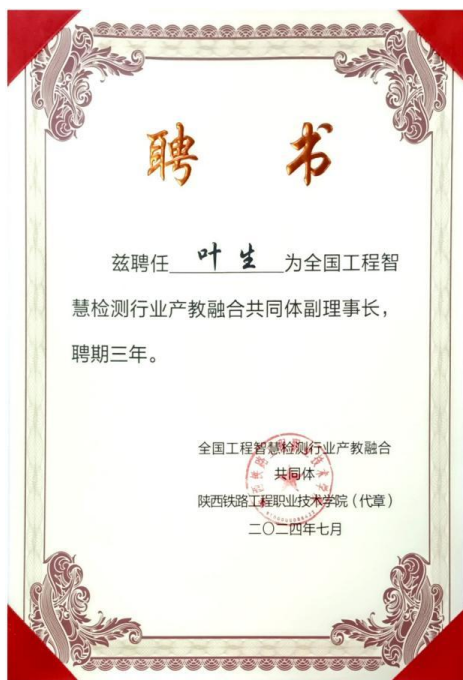 聘 书
兹聘任 叶生 为全国工程智
慧检测行业产教融合共同体副理事长，
聘期三年。
全国工程智慧检测行业产教融合
共同体
陕西铁路工程职业技术学院（代章）
二〇二四年七月